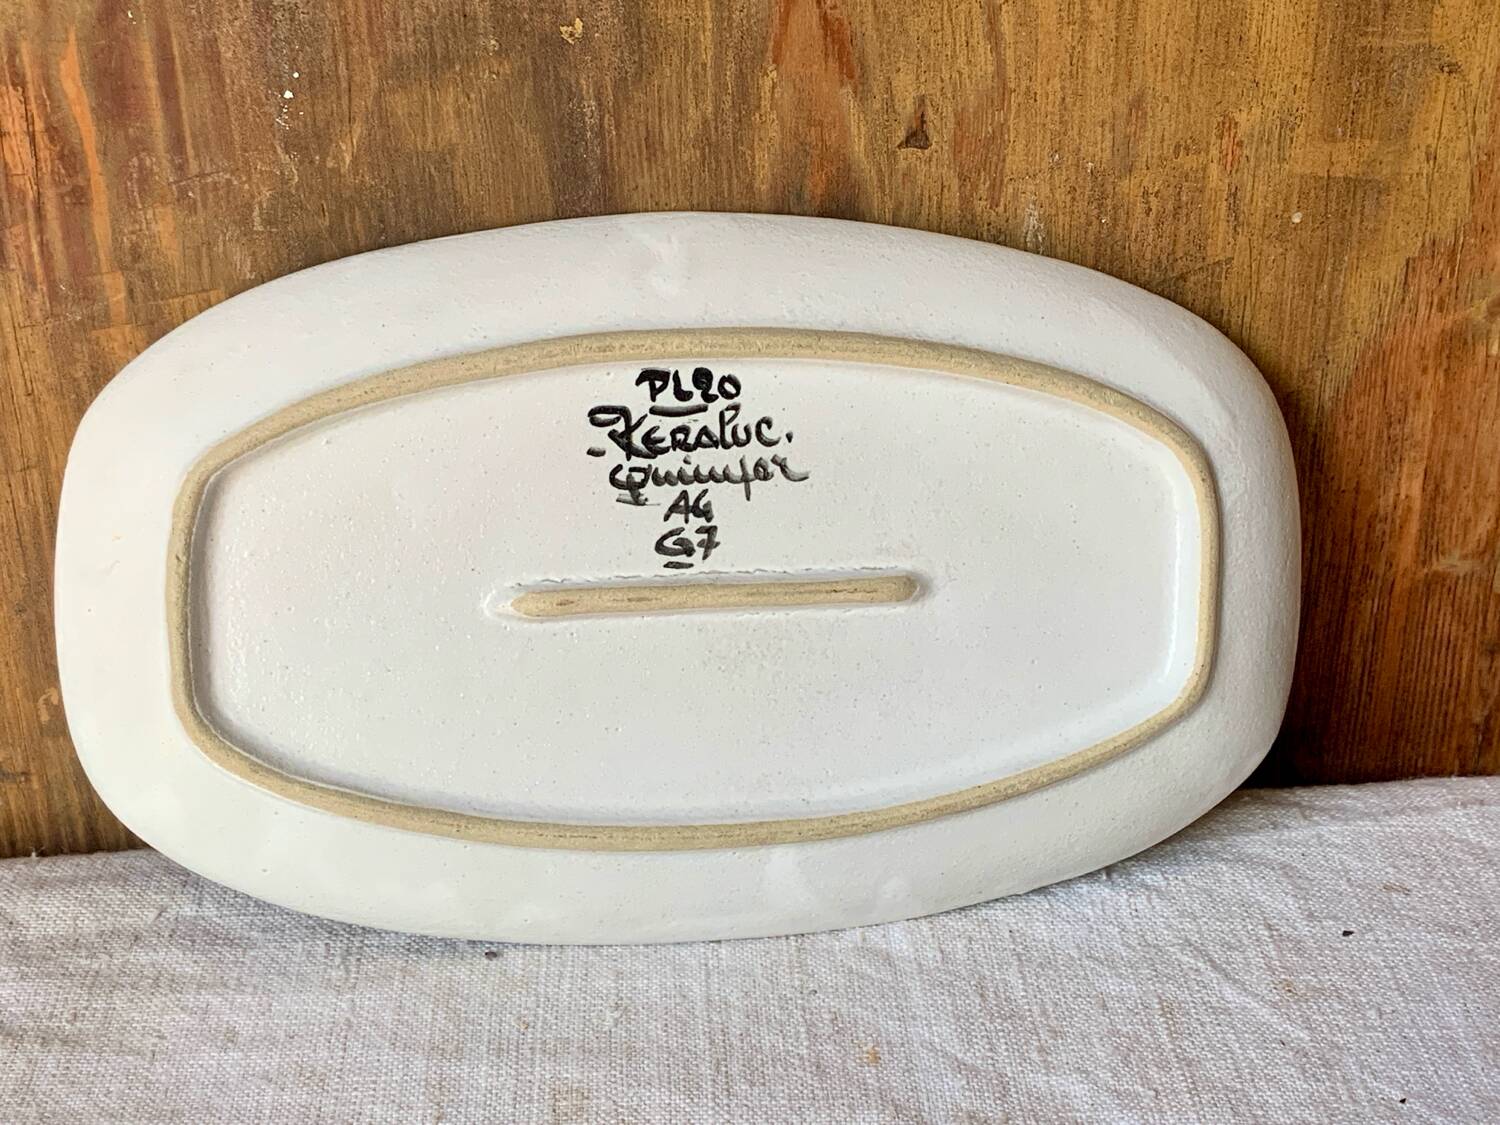 PL20
KERALUC.
Quimper
AG
G7